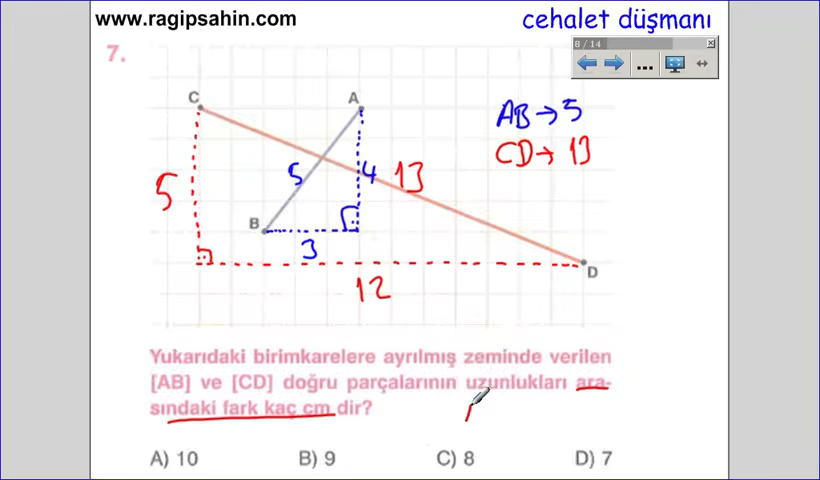 www.ragipsahin.com
cehalet düşmanı
8 / 14
7.
C
A
AB → 5
CD → 13
5
5
4
13
B
3
D
12
Yukarıdaki birimkarelere ayrılmış zeminde verilen
[AB] ve [CD] doğru parçalarının uzunlukları ara-
sındaki fark kaç cm dir?
A) 10
B) 9
C) 8
D) 7